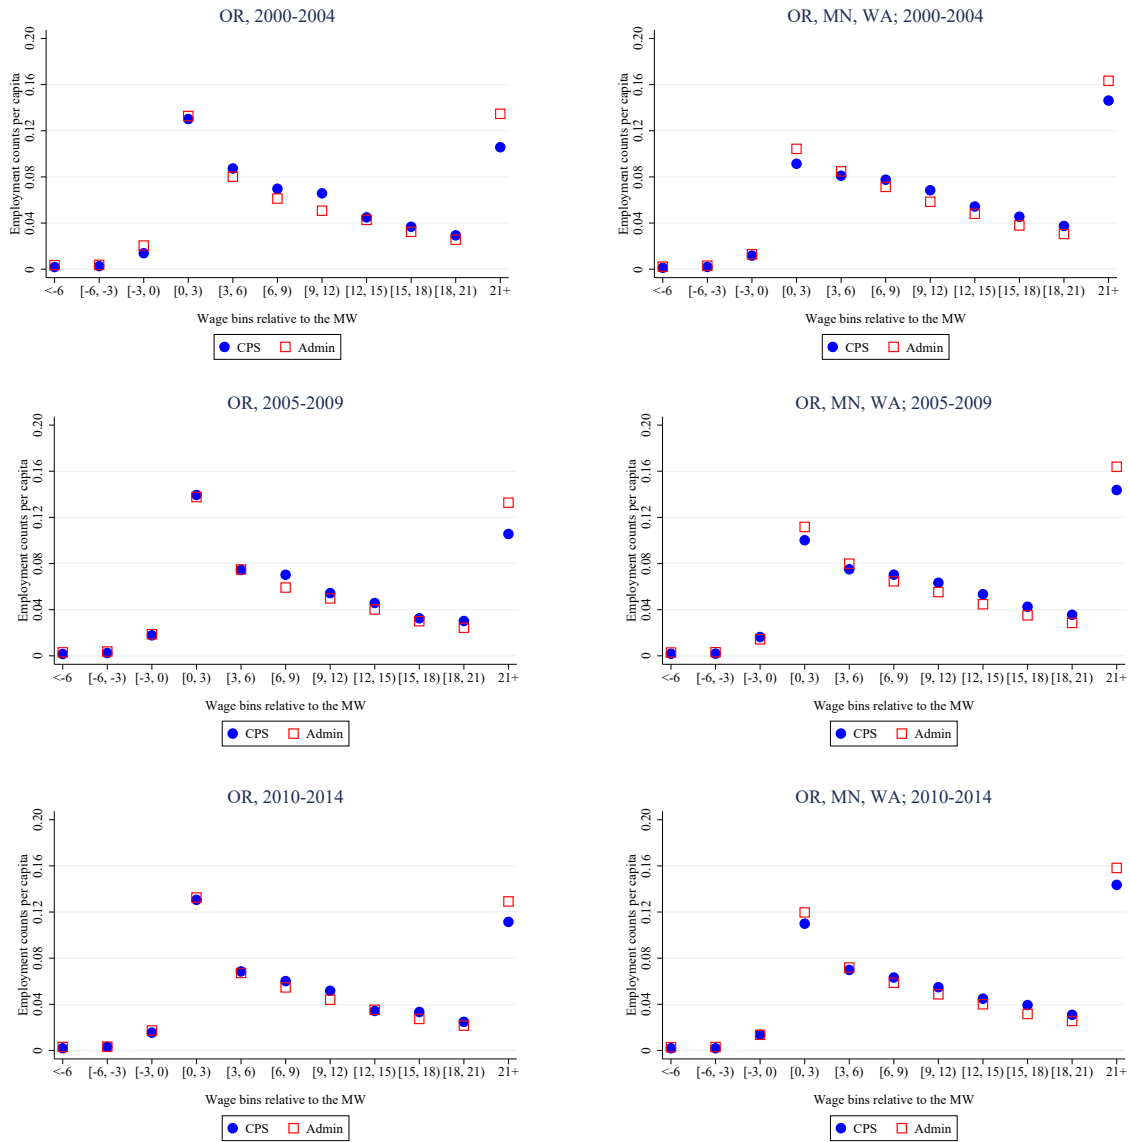 OR, 2000-2004
Employment counts per capita
0.20
0.16
0.12
0.08
0.04
0
<-6 [-6, -3) [-3, 0) [0, 3) [3, 6) [6, 9) [9, 12) [12, 15) [15, 18) [18, 21) 21+
Wage bins relative to the MW
CPS Admin
OR, MN, WA; 2000-2004
Employment counts per capita
0.20
0.16
0.12
0.08
0.04
0
<-6 [-6, -3) [-3, 0) [0, 3) [3, 6) [6, 9) [9, 12) [12, 15) [15, 18) [18, 21) 21+
Wage bins relative to the MW
CPS Admin
OR, 2005-2009
Employment counts per capita
0.20
0.16
0.12
0.08
0.04
0
<-6 [-6, -3) [-3, 0) [0, 3) [3, 6) [6, 9) [9, 12) [12, 15) [15, 18) [18, 21) 21+
Wage bins relative to the MW
CPS Admin
OR, MN, WA; 2005-2009
Employment counts per capita
0.20
0.16
0.12
0.08
0.04
0
<-6 [-6, -3) [-3, 0) [0, 3) [3, 6) [6, 9) [9, 12) [12, 15) [15, 18) [18, 21) 21+
Wage bins relative to the MW
CPS Admin
OR, 2010-2014
Employment counts per capita
0.20
0.16
0.12
0.08
0.04
0
<-6 [-6, -3) [-3, 0) [0, 3) [3, 6) [6, 9) [9, 12) [12, 15) [15, 18) [18, 21) 21+
Wage bins relative to the MW
CPS Admin
OR, MN, WA; 2010-2014
Employment counts per capita
0.20
0.16
0.12
0.08
0.04
0
<-6 [-6, -3) [-3, 0) [0, 3) [3, 6) [6, 9) [9, 12) [12, 15) [15, 18) [18, 21) 21+
Wage bins relative to the MW
CPS Admin